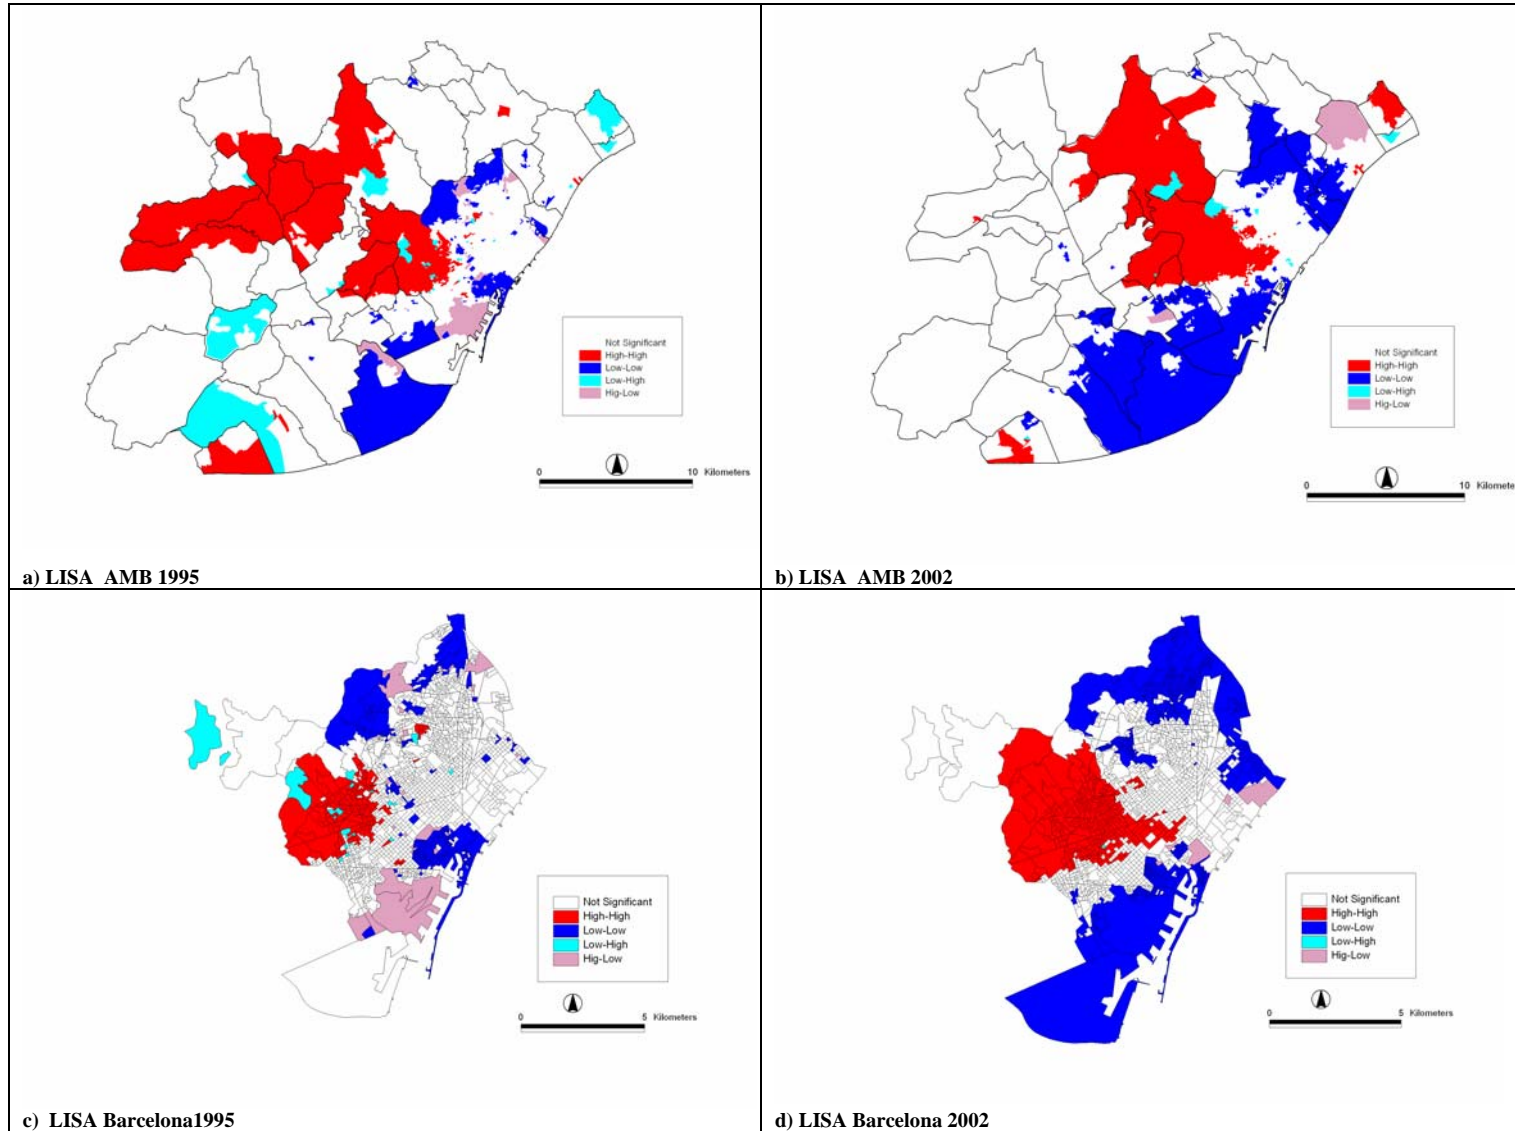 Not Significant
High-High
Low-Low
Low-High
Hig-Low
0 10 Kilometers
a) LISA AMB 1995
Not Significant
High-High
Low-Low
Low-High
Hig-Low
0 10 Kilomete
b) LISA AMB 2002
Not Significant
High-High
Low-Low
Low-High
Hig-Low
0 5 Kilometers
c) LISA Barcelona1995
Not Significant
High-High
Low-Low
Low-High
Hig-Low
0 5 Kilometers
d) LISA Barcelona 2002